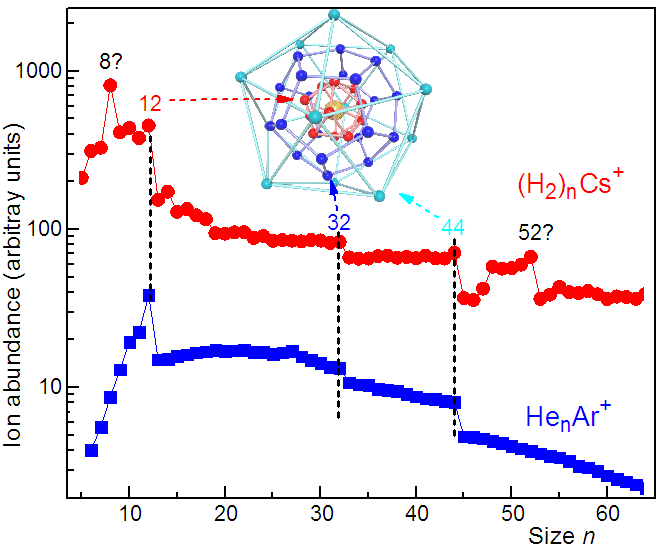 8?
1000
12
(H₂)ₙCs⁺
32
44
52?
100
10
HeₙAr⁺
Ion abundance (arbitray units)
10 20 30 40 50 60
Size n